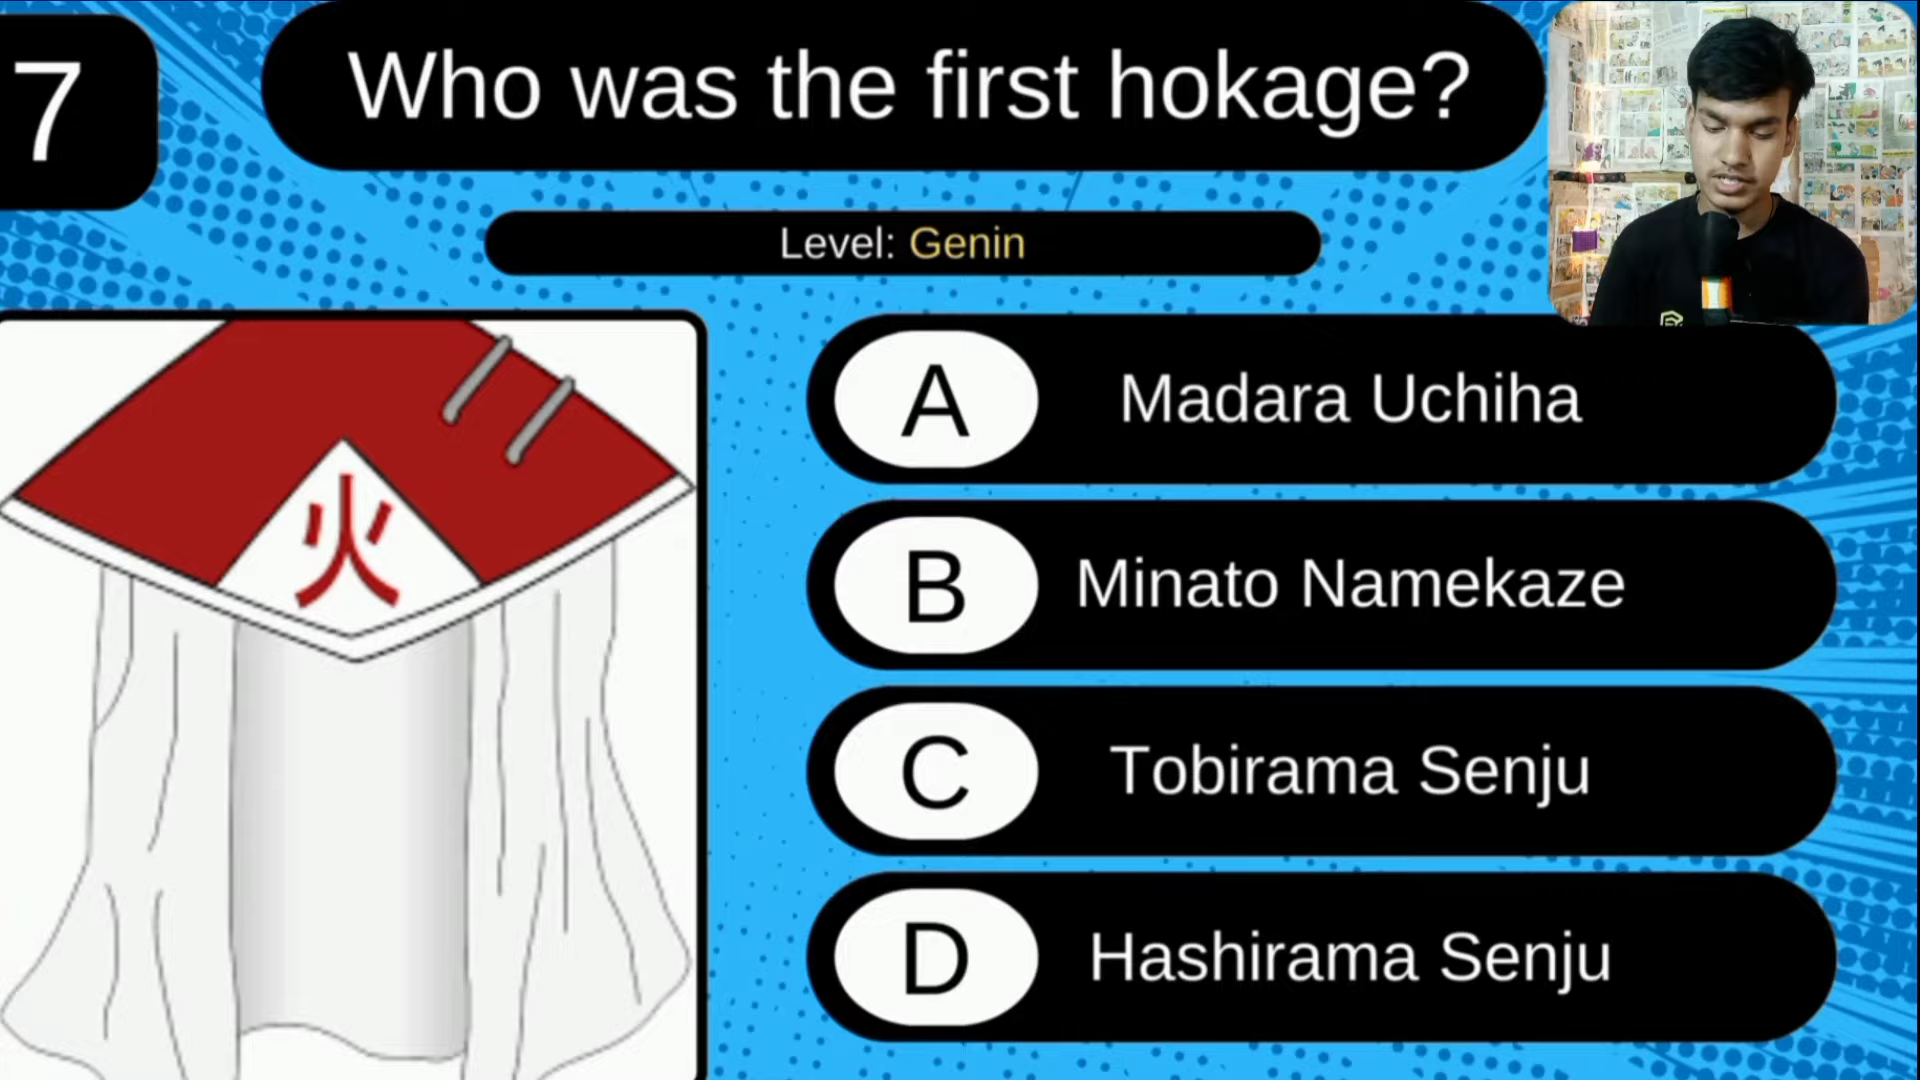 7
Who was the first hokage?
Level: Genin
火
A
Madara Uchiha
B
Minato Namekaze
C
Tobirama Senju
D
Hashirama Senju